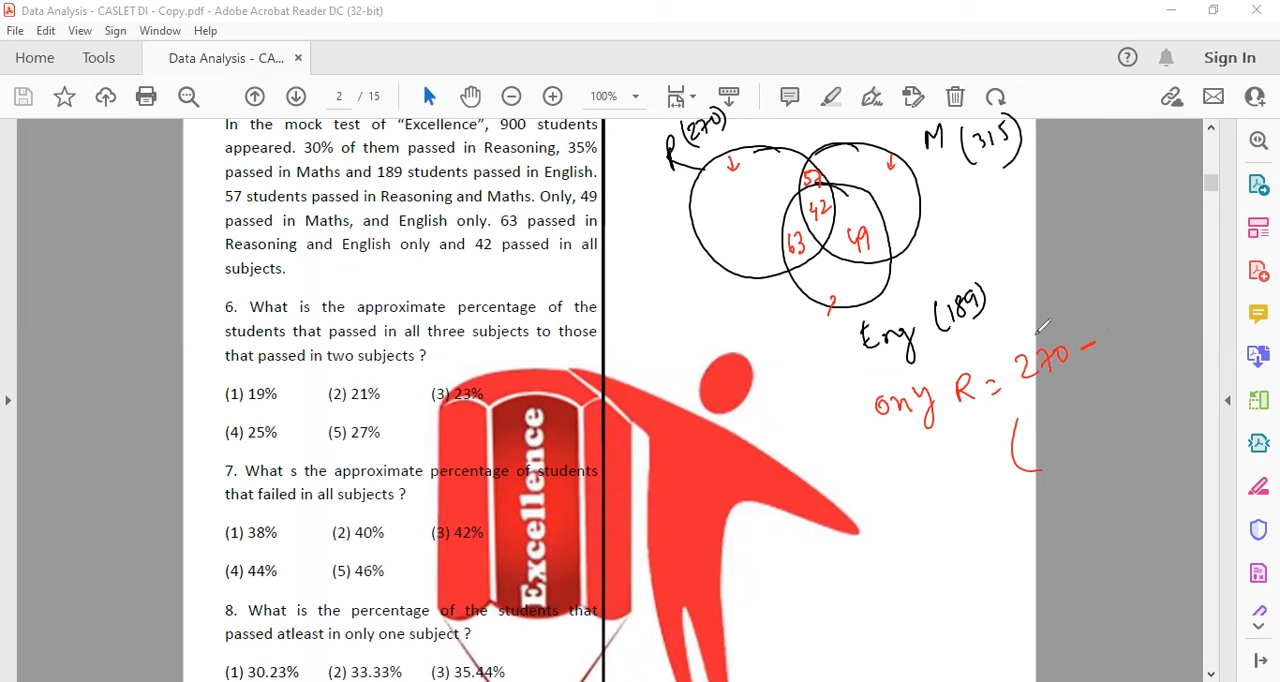 Data Analysis - CASLET DI - Copy.pdf - Adobe Acrobat Reader DC (32-bit)
File Edit View Sign Window Help
Home Tools Data Analysis - CA... × Sign In
2 / 15 100%
In the mock test of “Excellence”, 900 students
appeared. 30% of them passed in Reasoning, 35%
passed in Maths and 189 students passed in English.
57 students passed in Reasoning and Maths. Only, 49
passed in Maths, and English only. 63 passed in
Reasoning and English only and 42 passed in all
subjects.
6. What is the approximate percentage of the
students that passed in all three subjects to those
that passed in two subjects ?
(1) 19% (2) 21% (3) 23%
(4) 25% (5) 27%
7. What s the approximate percentage of students
that failed in all subjects ?
(1) 38% (2) 40% (3) 42%
(4) 44% (5) 46%
8. What is the percentage of the students that
passed atleast in only one subject ?
(1) 30.23% (2) 33.33% (3) 35.44%
Excellence
R (270)
M (315)
57
42
63 49
?
Eng (189)
ony R = 270 -
(